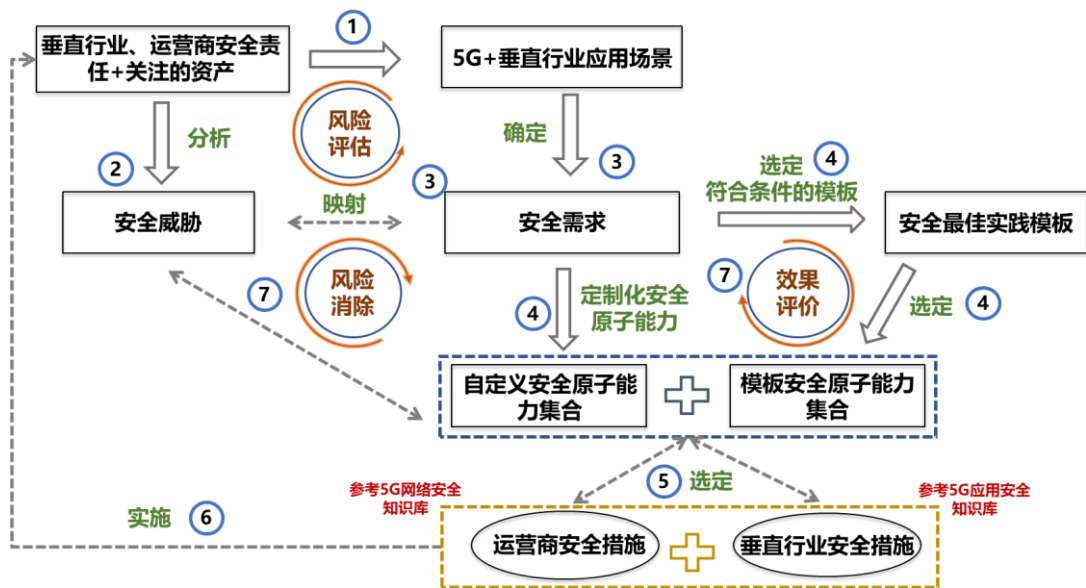 垂直行业、运营商安全责
任+关注的资产
1
5G+垂直行业应用场景
风险
评估
分析
2
确定
3
3
选定
4
符合条件的模板
映射
安全威胁
安全需求
安全最佳实践模板
7
风险
消除
4
定制化安全
原子能力
7
效果
评价
选定
4
自定义安全原子能
力集合
模板安全原子能力
集合
5
选定
参考5G网络安全
知识库
参考5G应用安全
知识库
实施
6
运营商安全措施
垂直行业安全措施